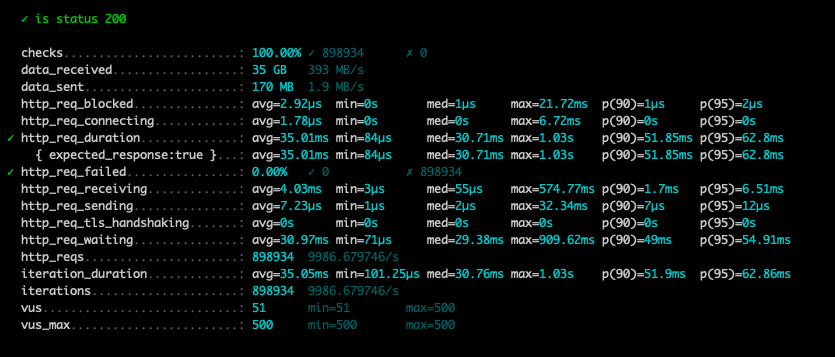 ✓ is status 200
checks.........................: 100.00% ✓ 898934 ✗ 0
data_received..................: 35 GB 393 MB/s
data_sent......................: 170 MB 1.9 MB/s
http_req_blocked...............: avg=2.92µs min=0s med=1µs max=21.72ms p(90)=1µs p(95)=2µs
http_req_connecting............: avg=1.78µs min=0s med=0s max=6.72ms p(90)=0s p(95)=0s
✓ http_req_duration..............: avg=35.01ms min=84µs med=30.71ms max=1.03s p(90)=51.85ms p(95)=62.8ms
{ expected_response:true }...: avg=35.01ms min=84µs med=30.71ms max=1.03s p(90)=51.85ms p(95)=62.8ms
✓ http_req_failed................: 0.00% ✓ 0 ✗ 898934
http_req_receiving.............: avg=4.03ms min=3µs med=55µs max=574.77ms p(90)=1.7ms p(95)=6.51ms
http_req_sending...............: avg=7.23µs min=1µs med=2µs max=32.34ms p(90)=7µs p(95)=12µs
http_req_tls_handshaking.......: avg=0s min=0s med=0s max=0s p(90)=0s p(95)=0s
http_req_waiting...............: avg=30.97ms min=71µs med=29.38ms max=909.62ms p(90)=49ms p(95)=54.91ms
http_reqs......................: 898934 9986.679746/s
iteration_duration.............: avg=35.05ms min=101.25µs med=30.76ms max=1.03s p(90)=51.9ms p(95)=62.86ms
iterations.....................: 898934 9986.679746/s
vus............................: 51 min=51 max=500
vus_max........................: 500 min=500 max=500